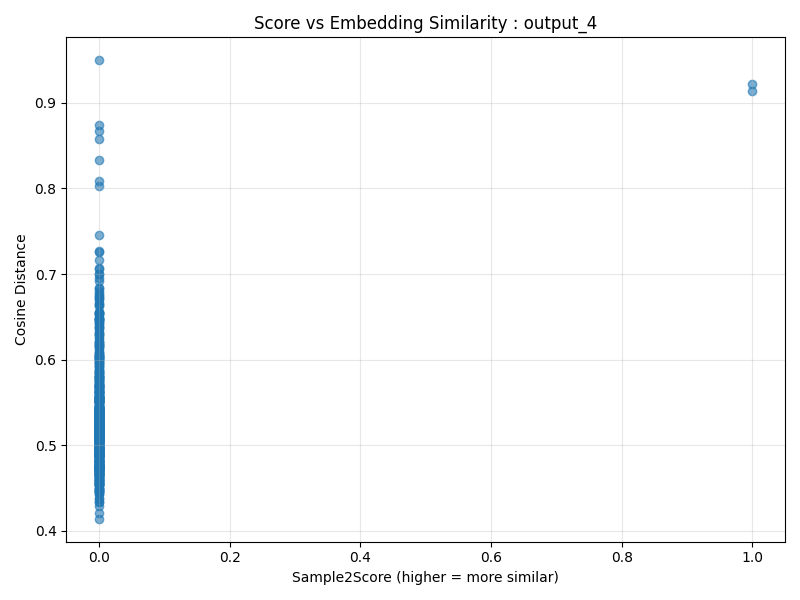 Score vs Embedding Similarity : output_4
Cosine Distance
0.9
0.8
0.7
0.6
0.5
0.4
0.0 0.2 0.4 0.6 0.8 1.0
Sample2Score (higher = more similar)